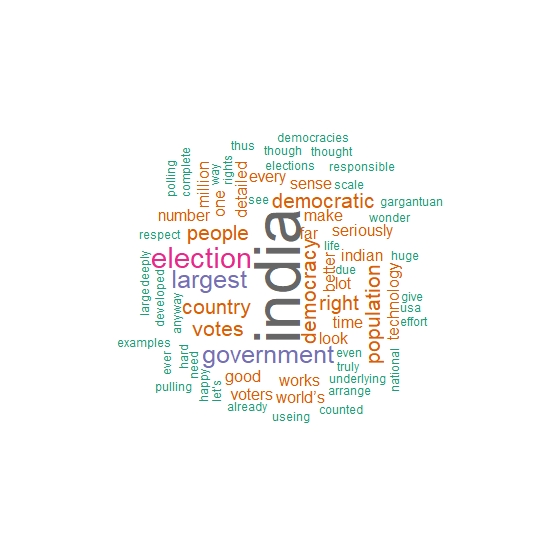 democracies
thus though thought
polling complete million way rights detailed every elections responsible
one see sense scale
democratic gargantuan
number make wonder
respect people far seriously
india
election life. indian huge
large deeply largest democracy better due
developed anyway country blot population technology give
right usa
votes time effort
look
examples government even
ever hard need truly national
good works underlying
pulling happy let's voters world's arrange
already counted
useing